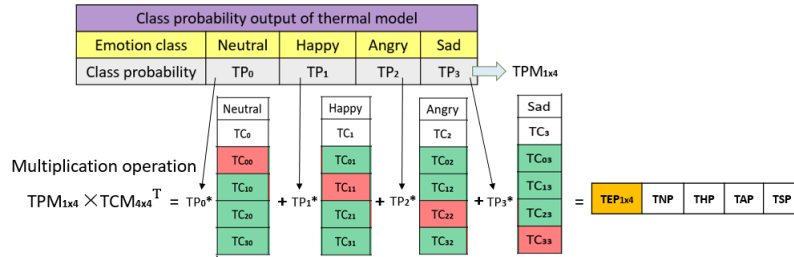 Class probability output of thermal model
Emotion class Neutral Happy Angry Sad
Class probability TP₀ TP₁ TP₂ TP₃ TPM₁ₓ₄
Neutral Happy Angry Sad
TC₀ TC₁ TC₂ TC₃
TC₀₀ TC₀₁ TC₀₂ TC₀₃
TC₁₀ TC₁₁ TC₁₂ TC₁₃
TC₂₀ TC₂₁ TC₂₂ TC₂₃
TC₃₀ TC₃₁ TC₃₂ TC₃₃
Multiplication operation
TPM₁ₓ₄ ×TCM₄ₓ₄ᵀ = TP₀* + TP₁* + TP₂* + TP₃* = TEP₁ₓ₄ TNP THP TAP TSP